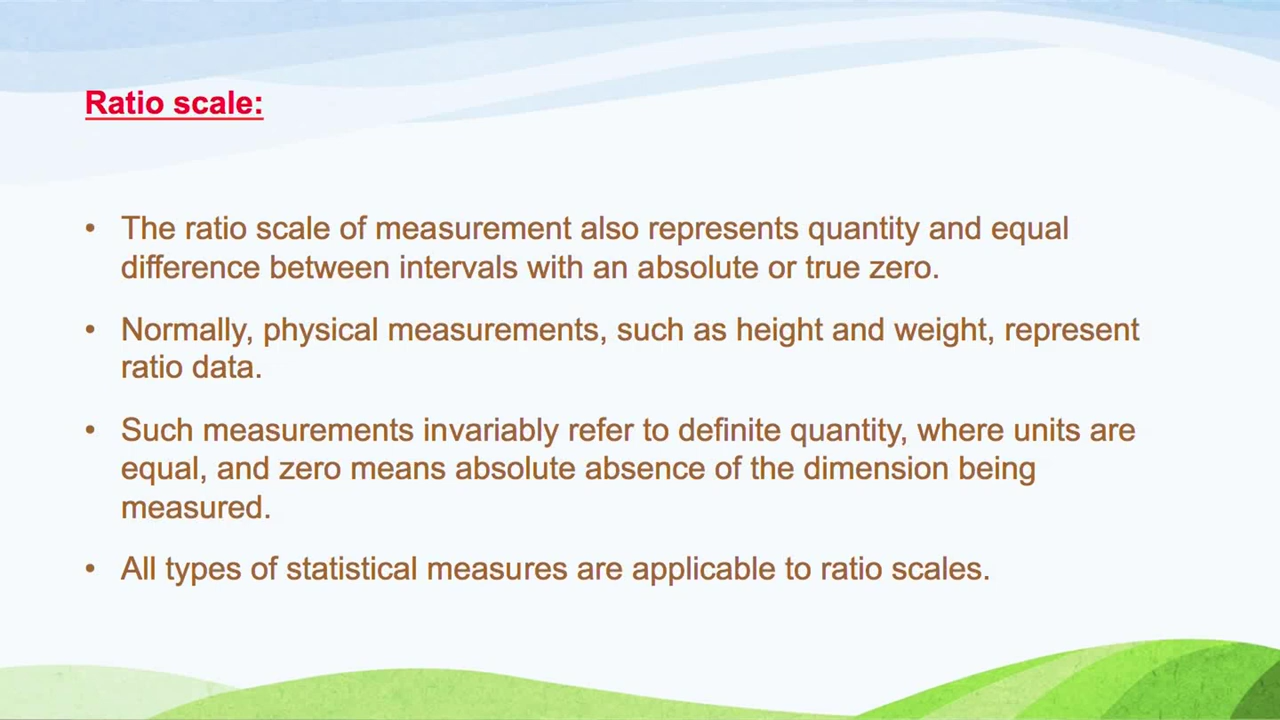 Ratio scale:
• The ratio scale of measurement also represents quantity and equal
difference between intervals with an absolute or true zero.
• Normally, physical measurements, such as height and weight, represent
ratio data.
• Such measurements invariably refer to definite quantity, where units are
equal, and zero means absolute absence of the dimension being
measured.
• All types of statistical measures are applicable to ratio scales.